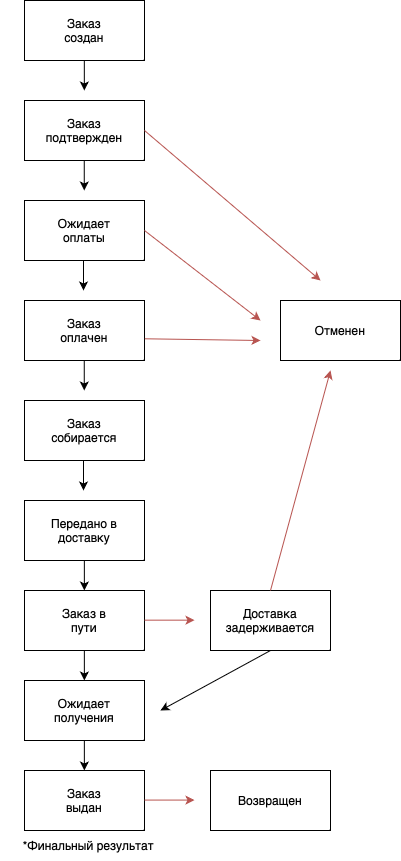 Заказ
создан
Заказ
подтвержден
Ожидает
оплаты
Заказ
оплачен
Отменен
Заказ
собирается
Передано в
доставку
Заказ в
пути
Доставка
задерживается
Ожидает
получения
Заказ
выдан
Возвращен
*Финальный результат